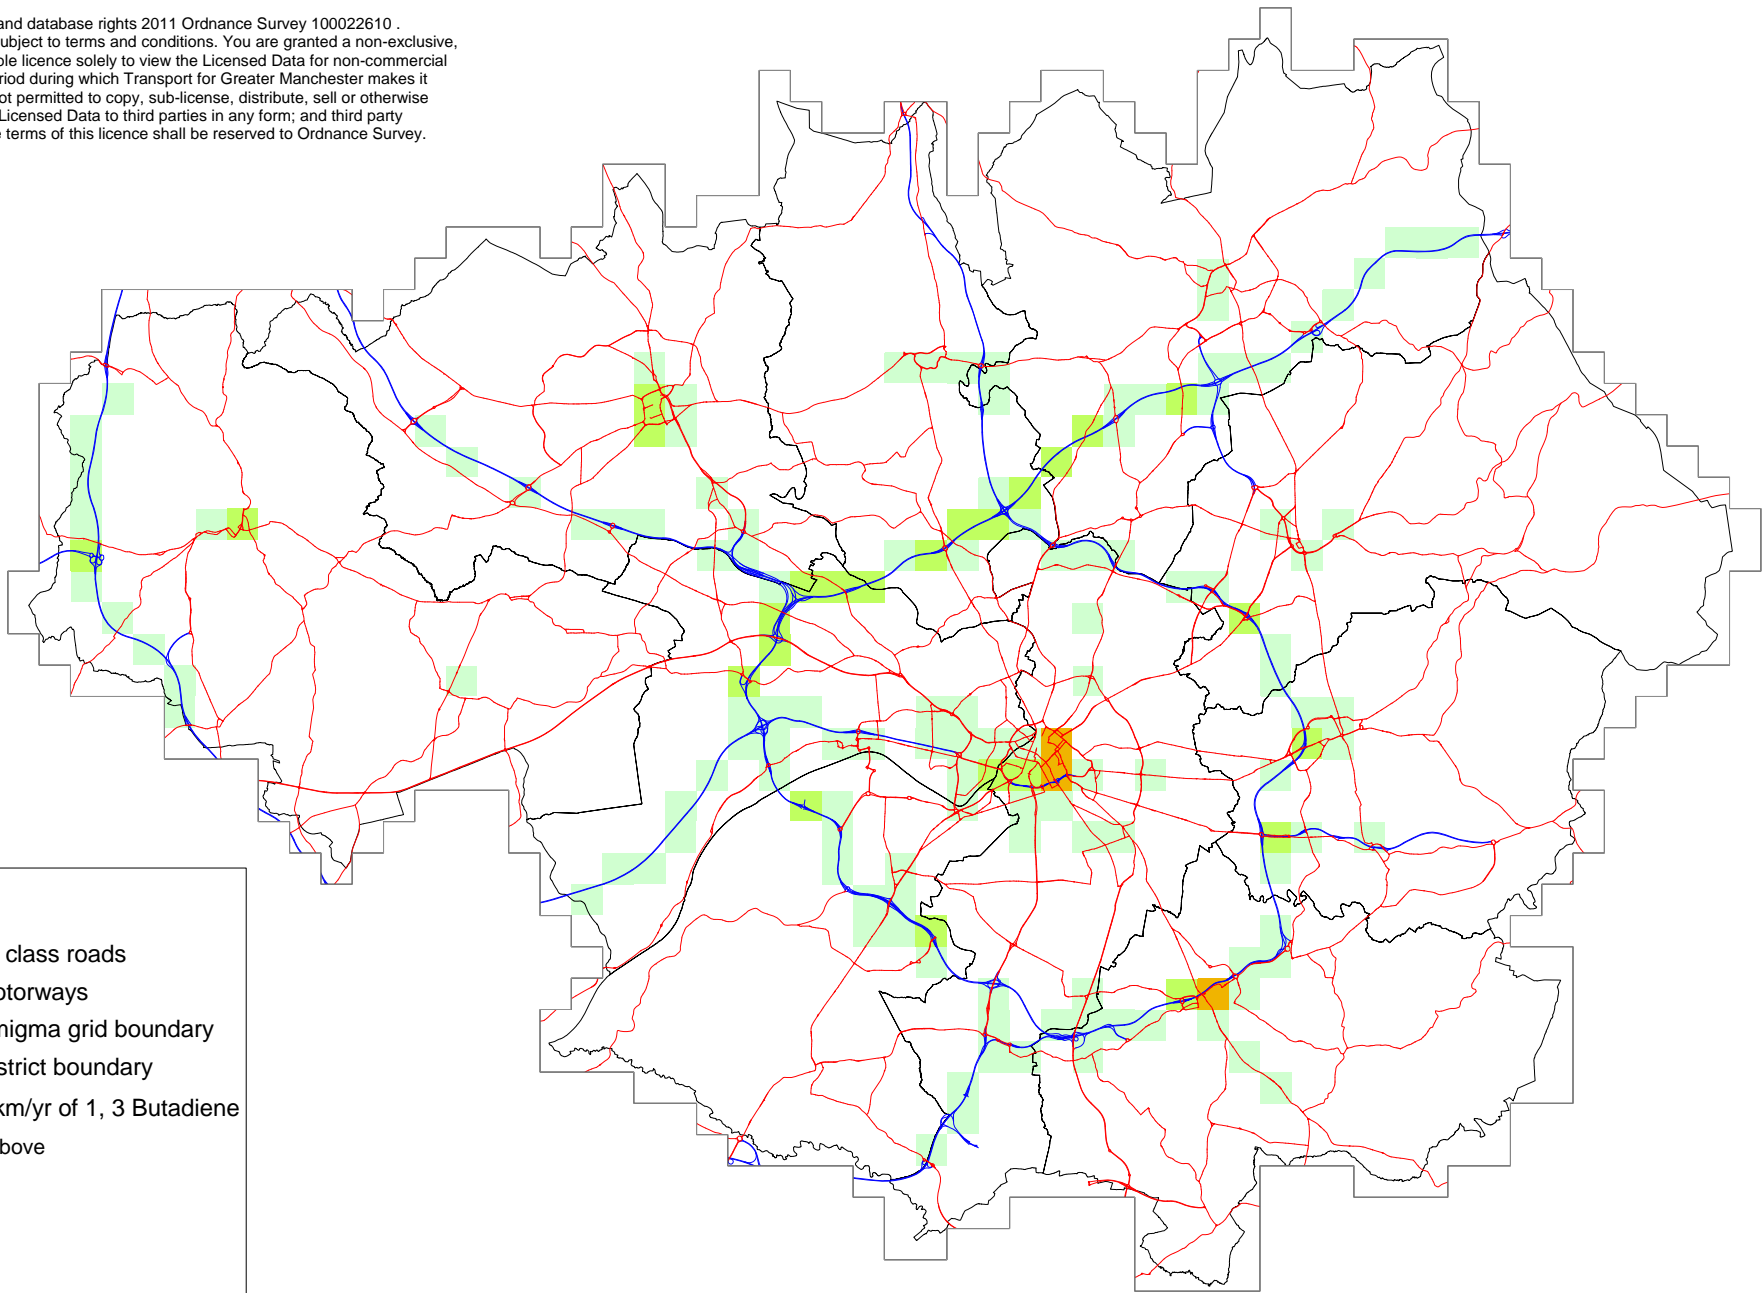 and database rights 2011 Ordnance Survey 100022610 .
ubject to terms and conditions. You are granted a non-exclusive,
ble licence solely to view the Licensed Data for non-commercial
riod during which Transport for Greater Manchester makes it
ot permitted to copy, sub-license, distribute, sell or otherwise
Licensed Data to third parties in any form; and third party
e terms of this licence shall be reserved to Ordnance Survey.
class roads
otorways
nigma grid boundary
strict boundary
km/yr of 1, 3 Butadiene
bove